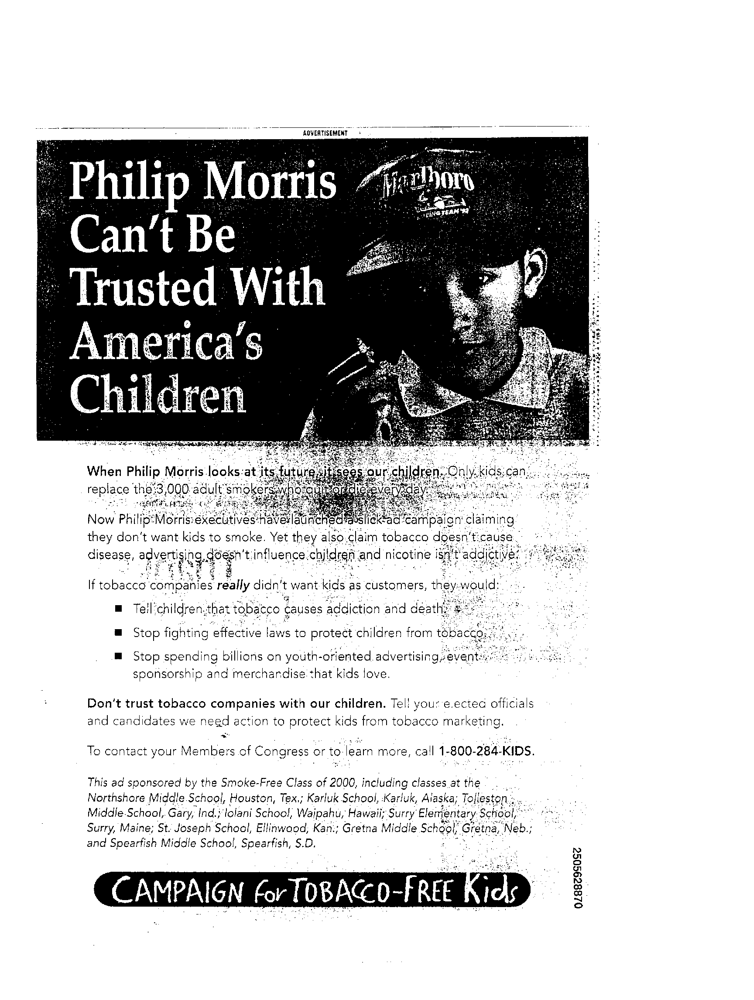 ADVERTISEMENT
Philip Morris
Can't Be
Trusted With
America's
Children
Marlboro
RACING TEAM '95
When Philip Morris looks at its future, it sees our children. Only kids can
replace the 3,000 adult smokers who quit or die every day.
Now Philip Morris executives have launched a slick ad campaign claiming
they don't want kids to smoke. Yet they also claim tobacco doesn't cause
disease, advertising doesn't influence children and nicotine isn't addictive.
If tobacco companies really didn't want kids as customers, they would:
■ Tell children that tobacco causes addiction and death.
■ Stop fighting effective laws to protect children from tobacco.
■ Stop spending billions on youth-oriented advertising, event
sponsorship and merchandise that kids love.
Don't trust tobacco companies with our children. Tell your elected officials
and candidates we need action to protect kids from tobacco marketing.
To contact your Members of Congress or to learn more, call 1-800-284-KIDS.
This ad sponsored by the Smoke-Free Class of 2000, including classes at the
Northshore Middle School, Houston, Tex.; Karluk School, Karluk, Alaska; Tolleston
Middle School, Gary, Ind.; Iolani School, Waipahu, Hawaii; Surry Elementary School,
Surry, Maine; St. Joseph School, Ellinwood, Kan.; Gretna Middle School, Gretna, Neb.;
and Spearfish Middle School, Spearfish, S.D.
CAMPAIGN for TOBACCO-FREE Kids
2505628870